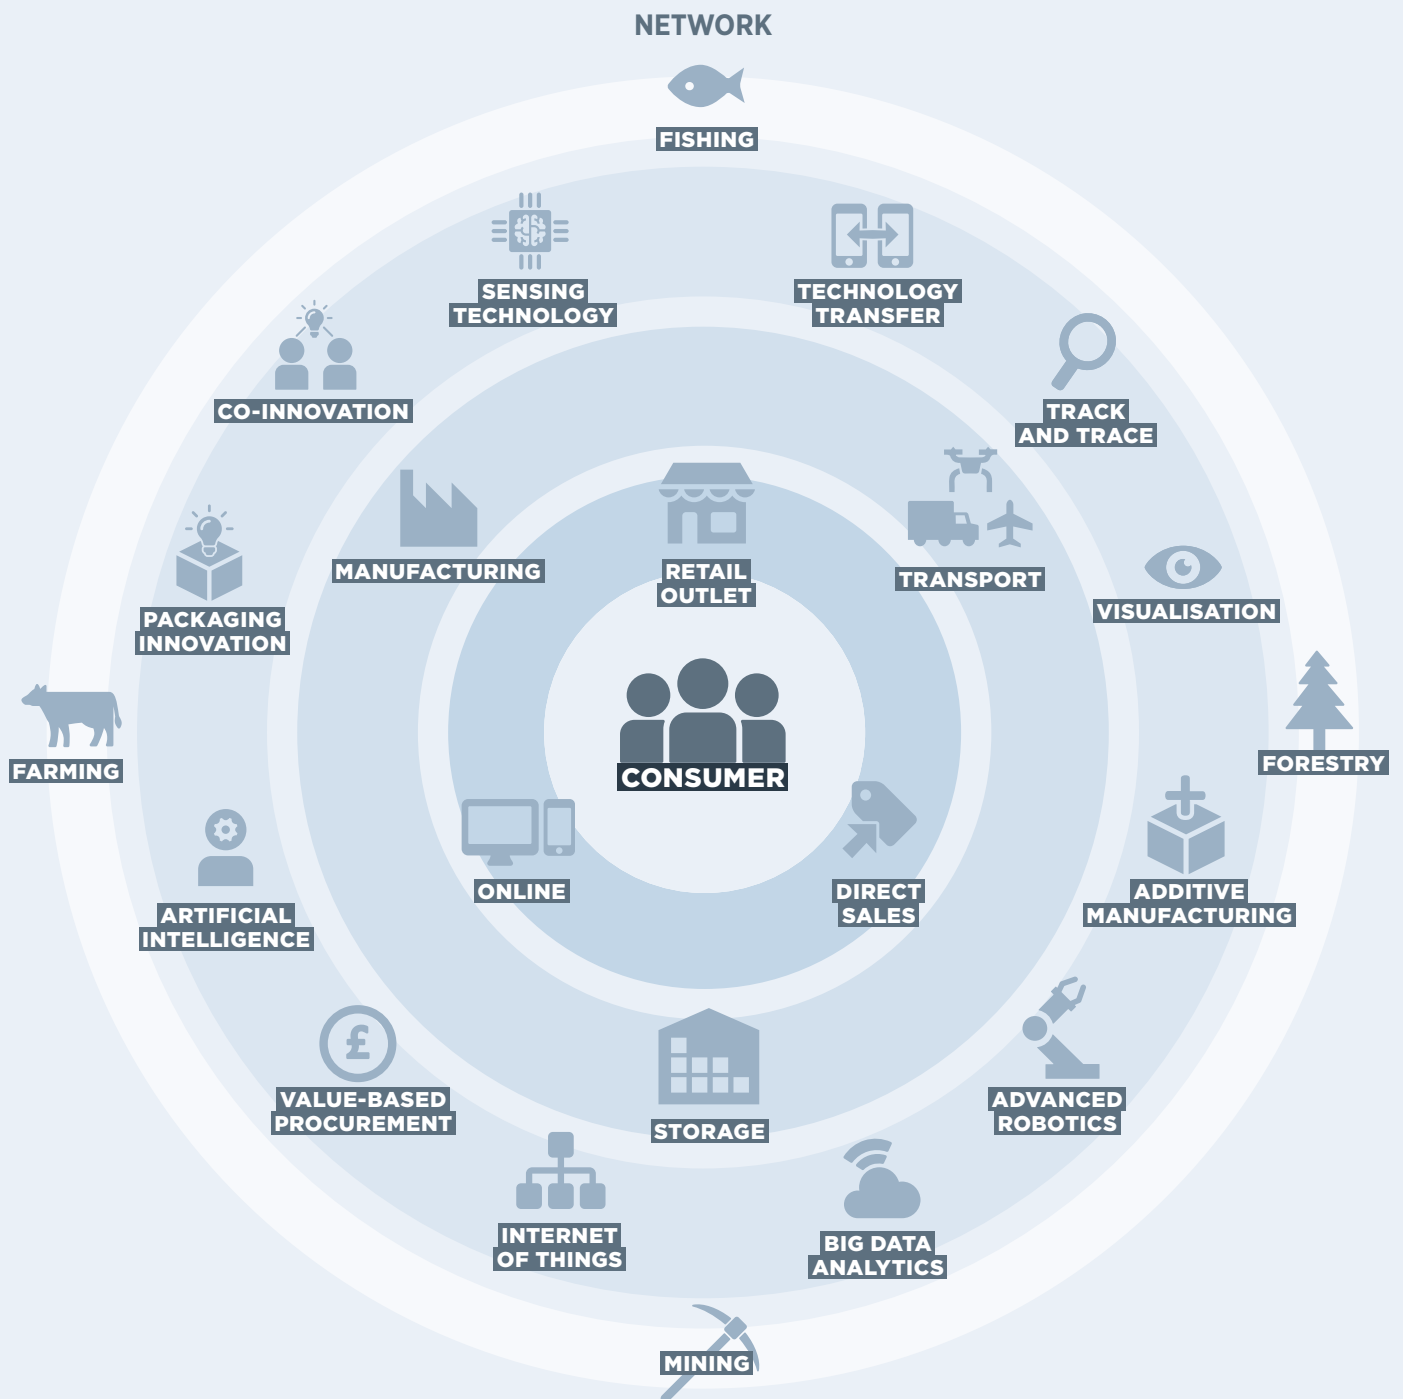 NETWORK
FISHING
SENSING
TECHNOLOGY
TECHNOLOGY
TRANSFER
CO-INNOVATION
TRACK
AND TRACE
MANUFACTURING
RETAIL
OUTLET
TRANSPORT
VISUALISATION
PACKAGING
INNOVATION
FARMING
CONSUMER
FORESTRY
ONLINE
DIRECT
SALES
ADDITIVE
MANUFACTURING
ARTIFICIAL
INTELLIGENCE
£
VALUE-BASED
PROCUREMENT
STORAGE
ADVANCED
ROBOTICS
INTERNET
OF THINGS
BIG DATA
ANALYTICS
MINING